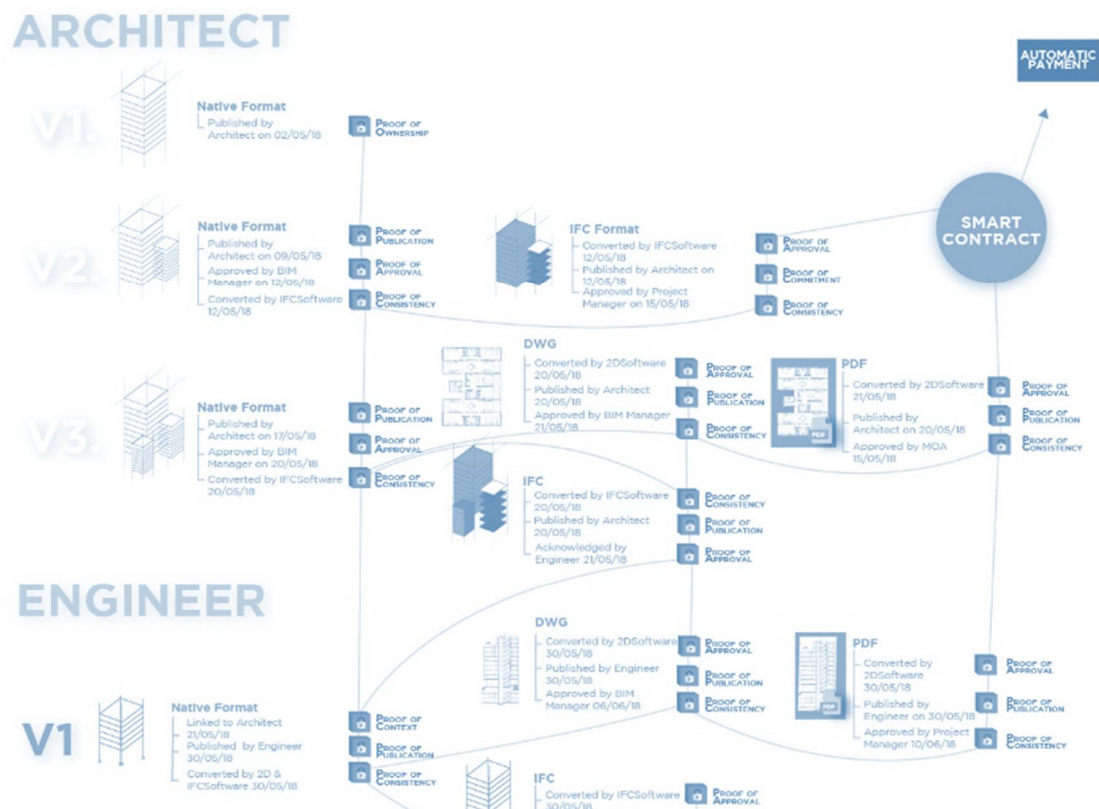 ARCHITECT
AUTOMATIC
PAYMENT
V1.
Native Format
Published by
Architect on 02/05/18
PROOF OF
OWNERSHIP
SMART
CONTRACT
V2.
Native Format
Published by
Architect on 09/05/18
Approved by BIM
Manager on 12/05/18
Converted by IFCSoftware
12/05/18
PROOF OF
PUBLICATION
PROOF OF
APPROVAL
PROOF OF
CONSISTENCY
IFC Format
Converted by IFCSoftware
12/05/18
Published by Architect on
12/05/18
Approved by Project
Manager on 15/05/18
PROOF OF
APPROVAL
PROOF OF
COMMITMENT
PROOF OF
CONSISTENCY
V3.
Native Format
Published by
Architect on 17/05/18
Approved by BIM
Manager on 20/05/18
Converted by IFCSoftware
20/05/18
PROOF OF
PUBLICATION
PROOF OF
APPROVAL
PROOF OF
CONSISTENCY
DWG
Converted by 2DSoftware
20/05/18
Published by Architect
20/05/18
Approved by BIM Manager
21/05/18
PROOF OF
APPROVAL
PROOF OF
PUBLICATION
PROOF OF
CONSISTENCY
PDF
PDF
Converted by 2DSoftware
21/05/18
Published by
Architect on 20/05/18
Approved by MOA
15/05/18
PROOF OF
APPROVAL
PROOF OF
PUBLICATION
PROOF OF
CONSISTENCY
IFC
Converted by IFCSoftware
20/05/18
Published by Architect
20/05/18
Acknowledged by
Engineer 21/05/18
PROOF OF
CONSISTENCY
PROOF OF
PUBLICATION
PROOF OF
APPROVAL
ENGINEER
V1
Native Format
Linked to Architect
21/05/18
Published by Engineer
30/05/18
Converted by 2D &
IFCSoftware 30/05/18
PROOF OF
CONTEXT
PROOF OF
PUBLICATION
PROOF OF
CONSISTENCY
DWG
Converted by 2DSoftware
30/05/18
Published by Engineer
30/05/18
Approved by BIM
Manager 06/06/18
PROOF OF
APPROVAL
PROOF OF
PUBLICATION
PROOF OF
CONSISTENCY
PDF
PDF
Converted by
2DSoftware
30/05/18
Published by
Engineer on 30/05/18
Approved by Project
Manager 10/06/18
PROOF OF
APPROVAL
PROOF OF
PUBLICATION
PROOF OF
CONSISTENCY
IFC
Converted by IFCSoftware
30/05/18
PROOF OF
APPROVAL